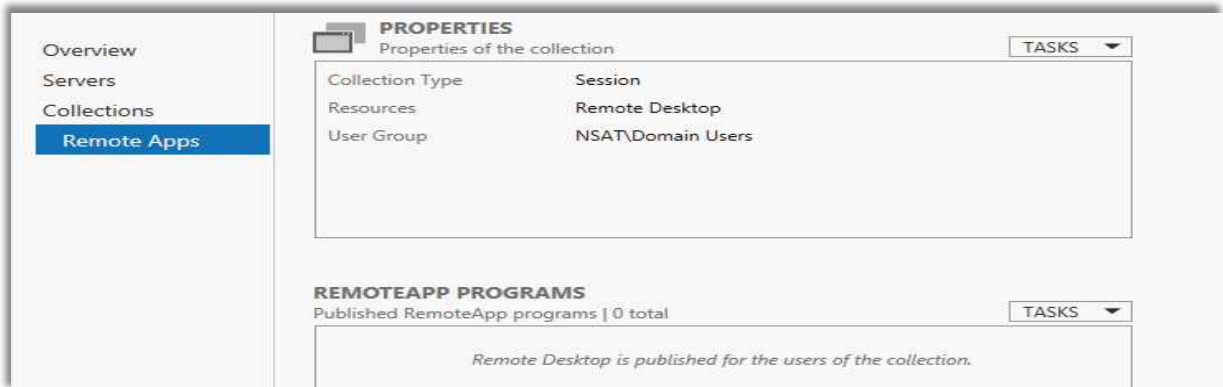 Overview
Servers
Collections
Remote Apps
PROPERTIES
Properties of the collection
TASKS
Collection Type Session
Resources Remote Desktop
User Group NSAT\Domain Users
REMOTEAPP PROGRAMS
Published RemoteApp programs | 0 total
TASKS
Remote Desktop is published for the users of the collection.